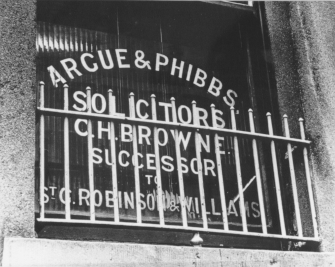 ARGUE & PHIBBS.
SOLICITORS.
C.H. BROWNE.
SUCCESSOR
TO
ST. G. ROBINSON & WILLIAMS.